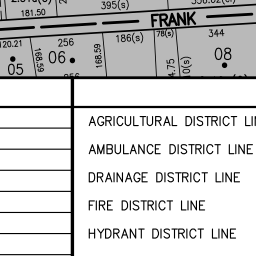 395(s)
181.50
FRANK
120.21
256
186(s)
78(s)
344
168.59
06
168.59
08
05
AGRICULTURAL DISTRICT
AMBULANCE DISTRICT LINE
DRAINAGE DISTRICT LINE
FIRE DISTRICT LINE
HYDRANT DISTRICT LINE